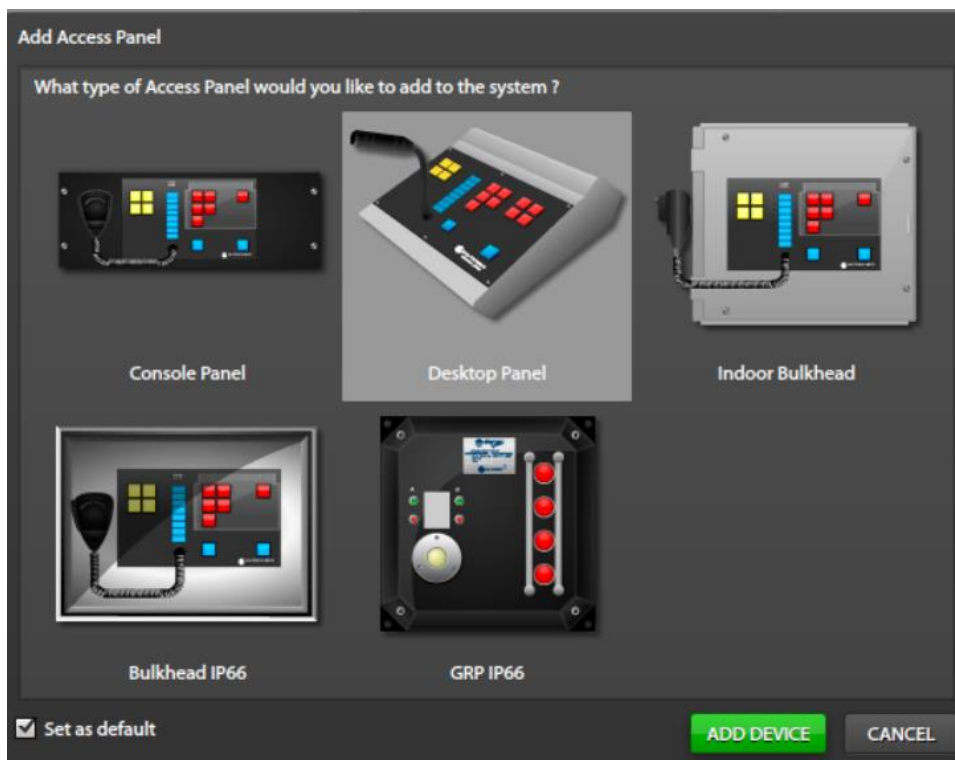 Add Access Panel
What type of Access Panel would you like to add to the system ?
Console Panel
Desktop Panel
Indoor Bulkhead
Bulkhead IP66
GRP IP66
Set as default
ADD DEVICE
CANCEL